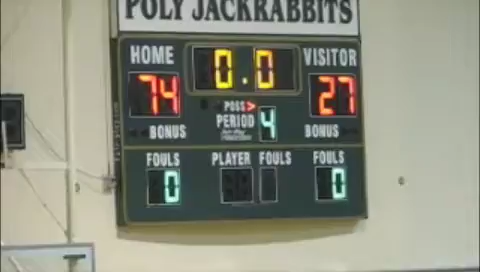 POLY JACKRABBITS
HOME 0.0 VISITOR
74 27
POSS >
BONUS PERIOD 4 BONUS
FOULS PLAYER FOULS FOULS
0 0